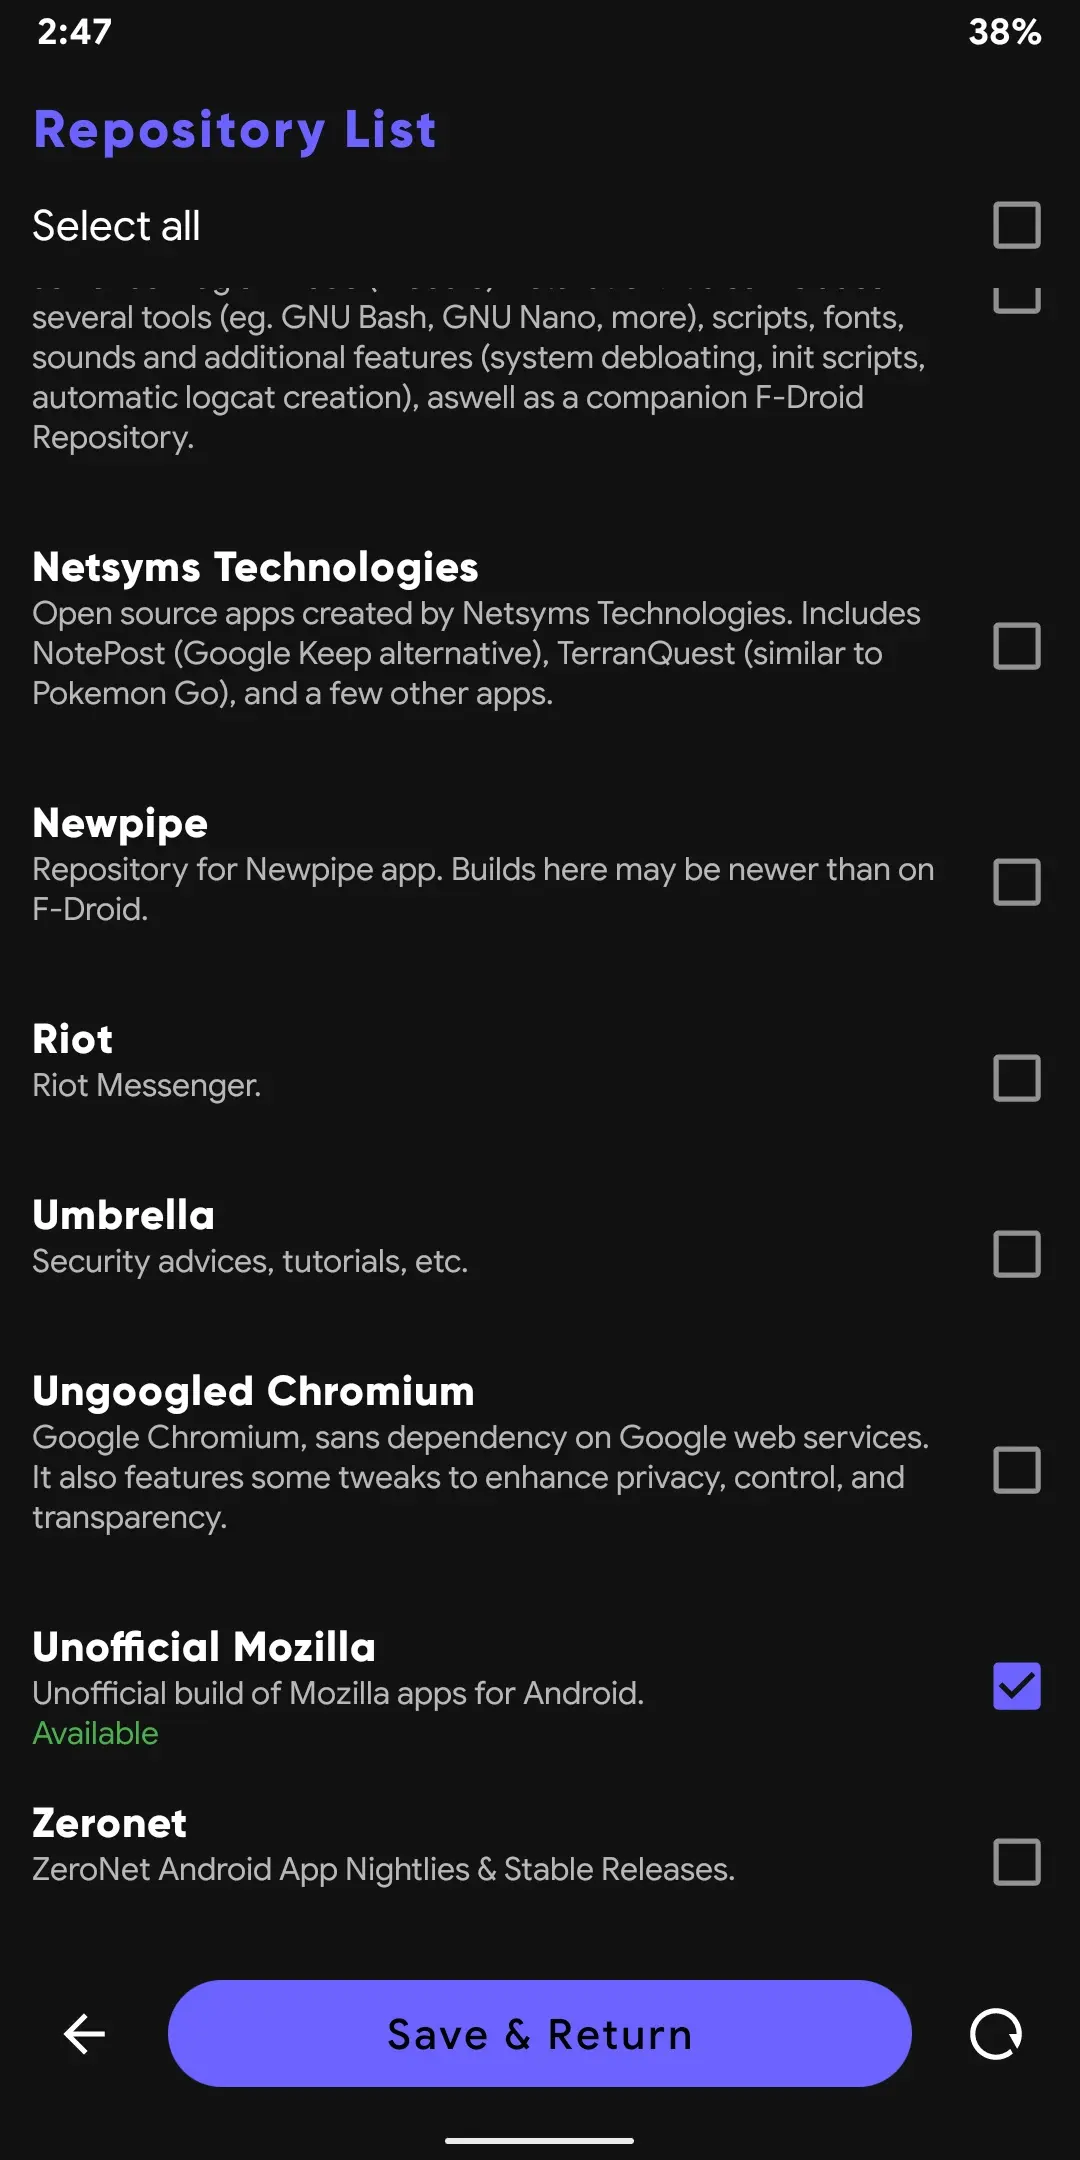 2:47
38%
Repository List
Select all
several tools (eg. GNU Bash, GNU Nano, more), scripts, fonts,
sounds and additional features (system debloating, init scripts,
automatic logcat creation), aswell as a companion F-Droid
Repository.
Netsyms Technologies
Open source apps created by Netsyms Technologies. Includes
NotePost (Google Keep alternative), TerranQuest (similar to
Pokemon Go), and a few other apps.
Newpipe
Repository for Newpipe app. Builds here may be newer than on
F-Droid.
Riot
Riot Messenger.
Umbrella
Security advices, tutorials, etc.
Ungoogled Chromium
Google Chromium, sans dependency on Google web services.
It also features some tweaks to enhance privacy, control, and
transparency.
Unofficial Mozilla
Unofficial build of Mozilla apps for Android.
Available
Zeronet
ZeroNet Android App Nightlies & Stable Releases.
Save & Return